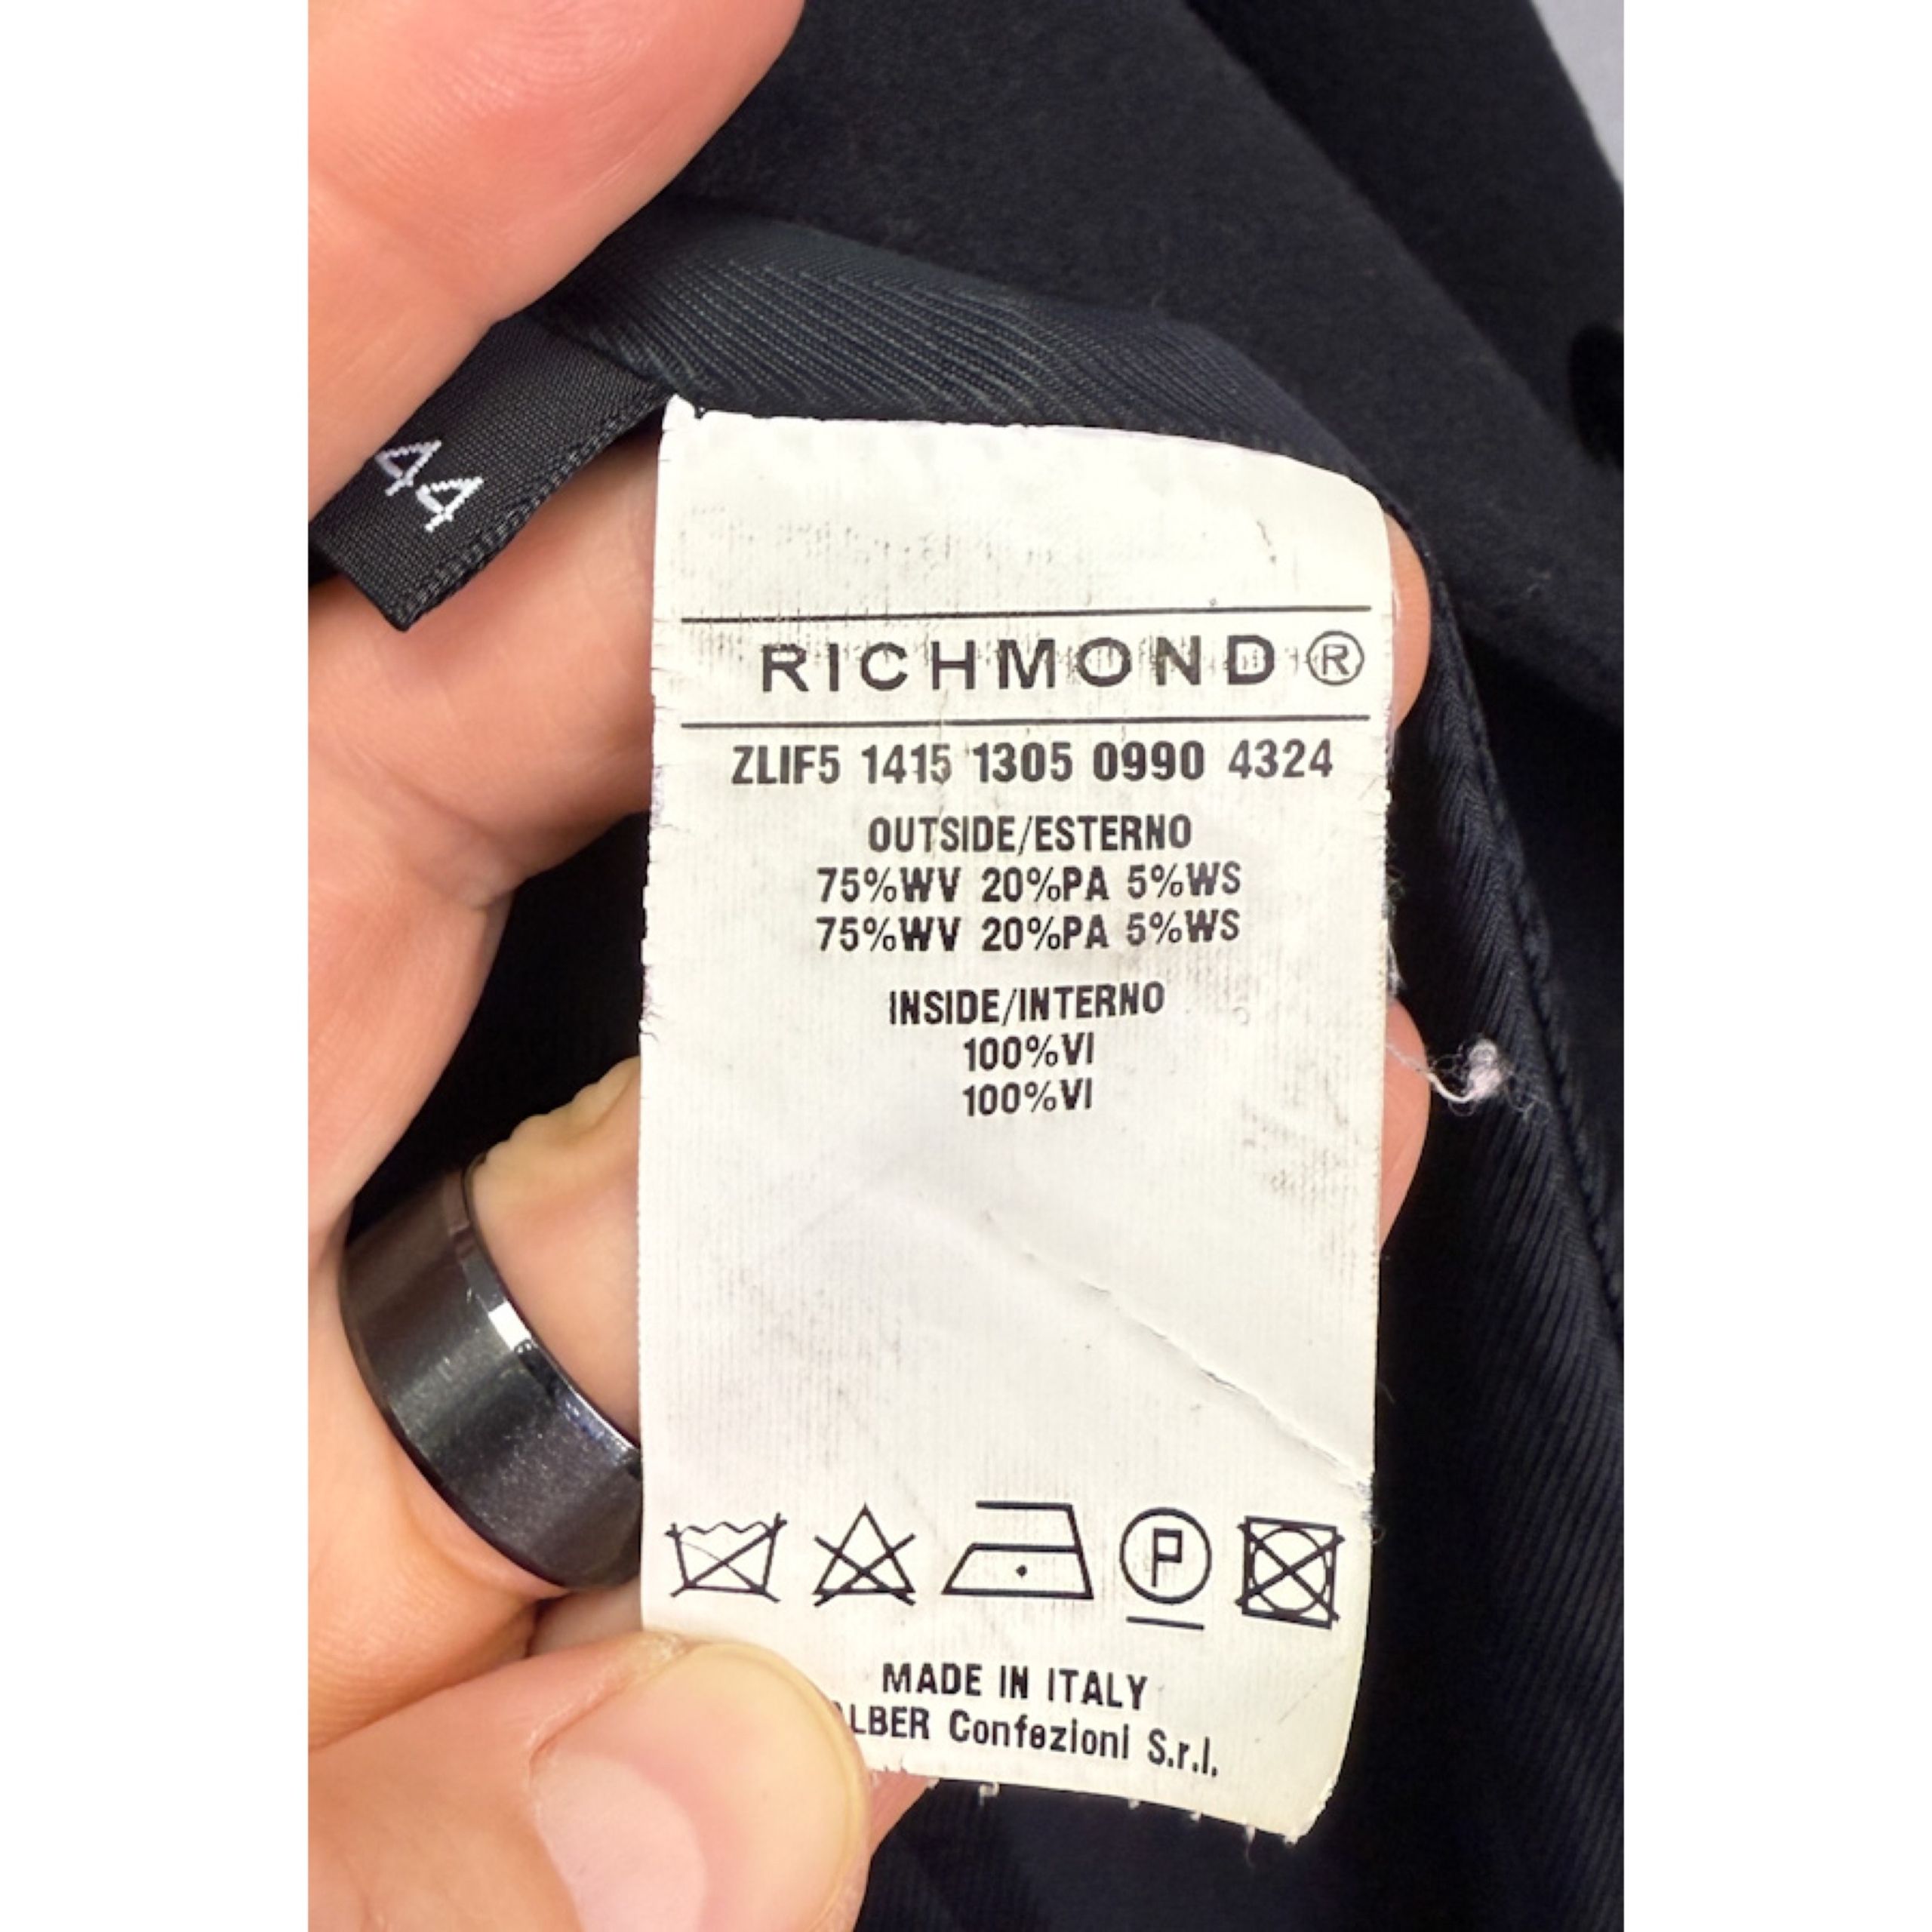 44
RICHMOND®
ZLIF5 1415 1305 0990 4324
OUTSIDE/ESTERNO
75%WV 20%PA 5%WS
75%WV 20%PA 5%WS
INSIDE/INTERNO
100%VI
100%VI
P
MADE IN ITALY
Confezioni S.r.l.